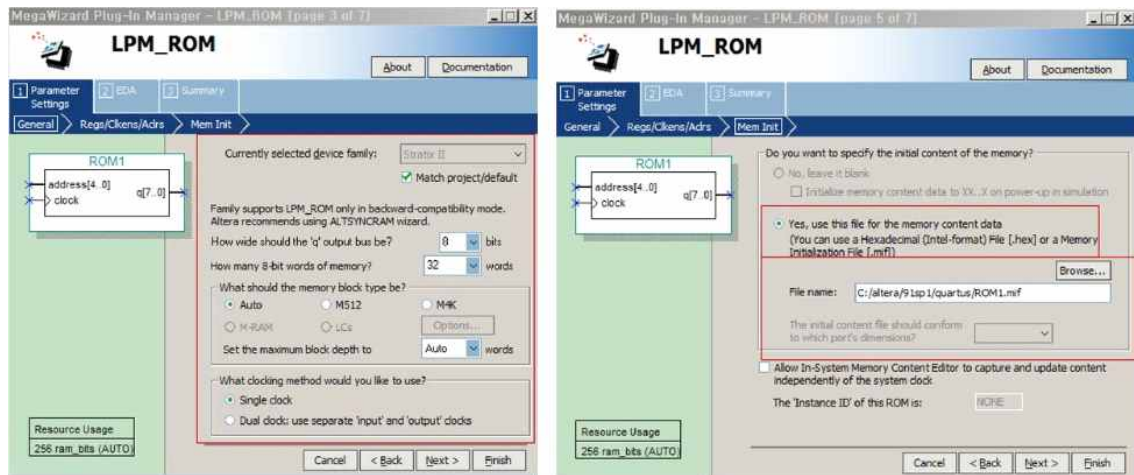 MegaWizard Plug-In Manager - LPM_ROM [page 3 of 7]
LPM_ROM
About
Documentation
1 Parameter Settings
2 EDA
3 Summary
General
Regs/Clkens/Adrs
Mem Init
ROM1
address[4..0]
q[7..0]
clock
Currently selected device family:
Stratix II
Match project/default
Family supports LPM_ROM only in backward-compatibility mode.
Altera recommends using ALTSYNCRAM wizard.
How wide should the 'q' output bus be?
8
bits
How many 8-bit words of memory?
32
words
What should the memory block type be?
Auto
M512
M4K
M-RAM
LCs
Options...
Set the maximum block depth to
Auto
words
What clocking method would you like to use?
Single clock
Dual clock: use separate 'input' and 'output' clocks
Resource Usage
256 ram_bits (AUTO)
Cancel
< Back
Next >
Finish
MegaWizard Plug-In Manager - LPM_ROM [page 5 of 7]
LPM_ROM
About
Documentation
1 Parameter Settings
2 EDA
3 Summary
General
Regs/Clkens/Adrs
Mem Init
ROM1
address[4..0]
q[7..0]
clock
Do you want to specify the initial content of the memory?
No, leave it blank
Initialize memory content data to XX..X on power-up in simulation
Yes, use this file for the memory content data
(You can use a Hexadecimal (Intel-format) File [.hex] or a Memory
Initialization File [.mif])
Browse...
File name:
C:/altera/91sp1/quartus/ROM1.mif
The initial content file should conform
to which port's dimensions?
Allow In-System Memory Content Editor to capture and update content
independently of the system clock
The 'Instance ID' of this ROM is:
NONE
Resource Usage
256 ram_bits (AUTO)
Cancel
< Back
Next >
Finish